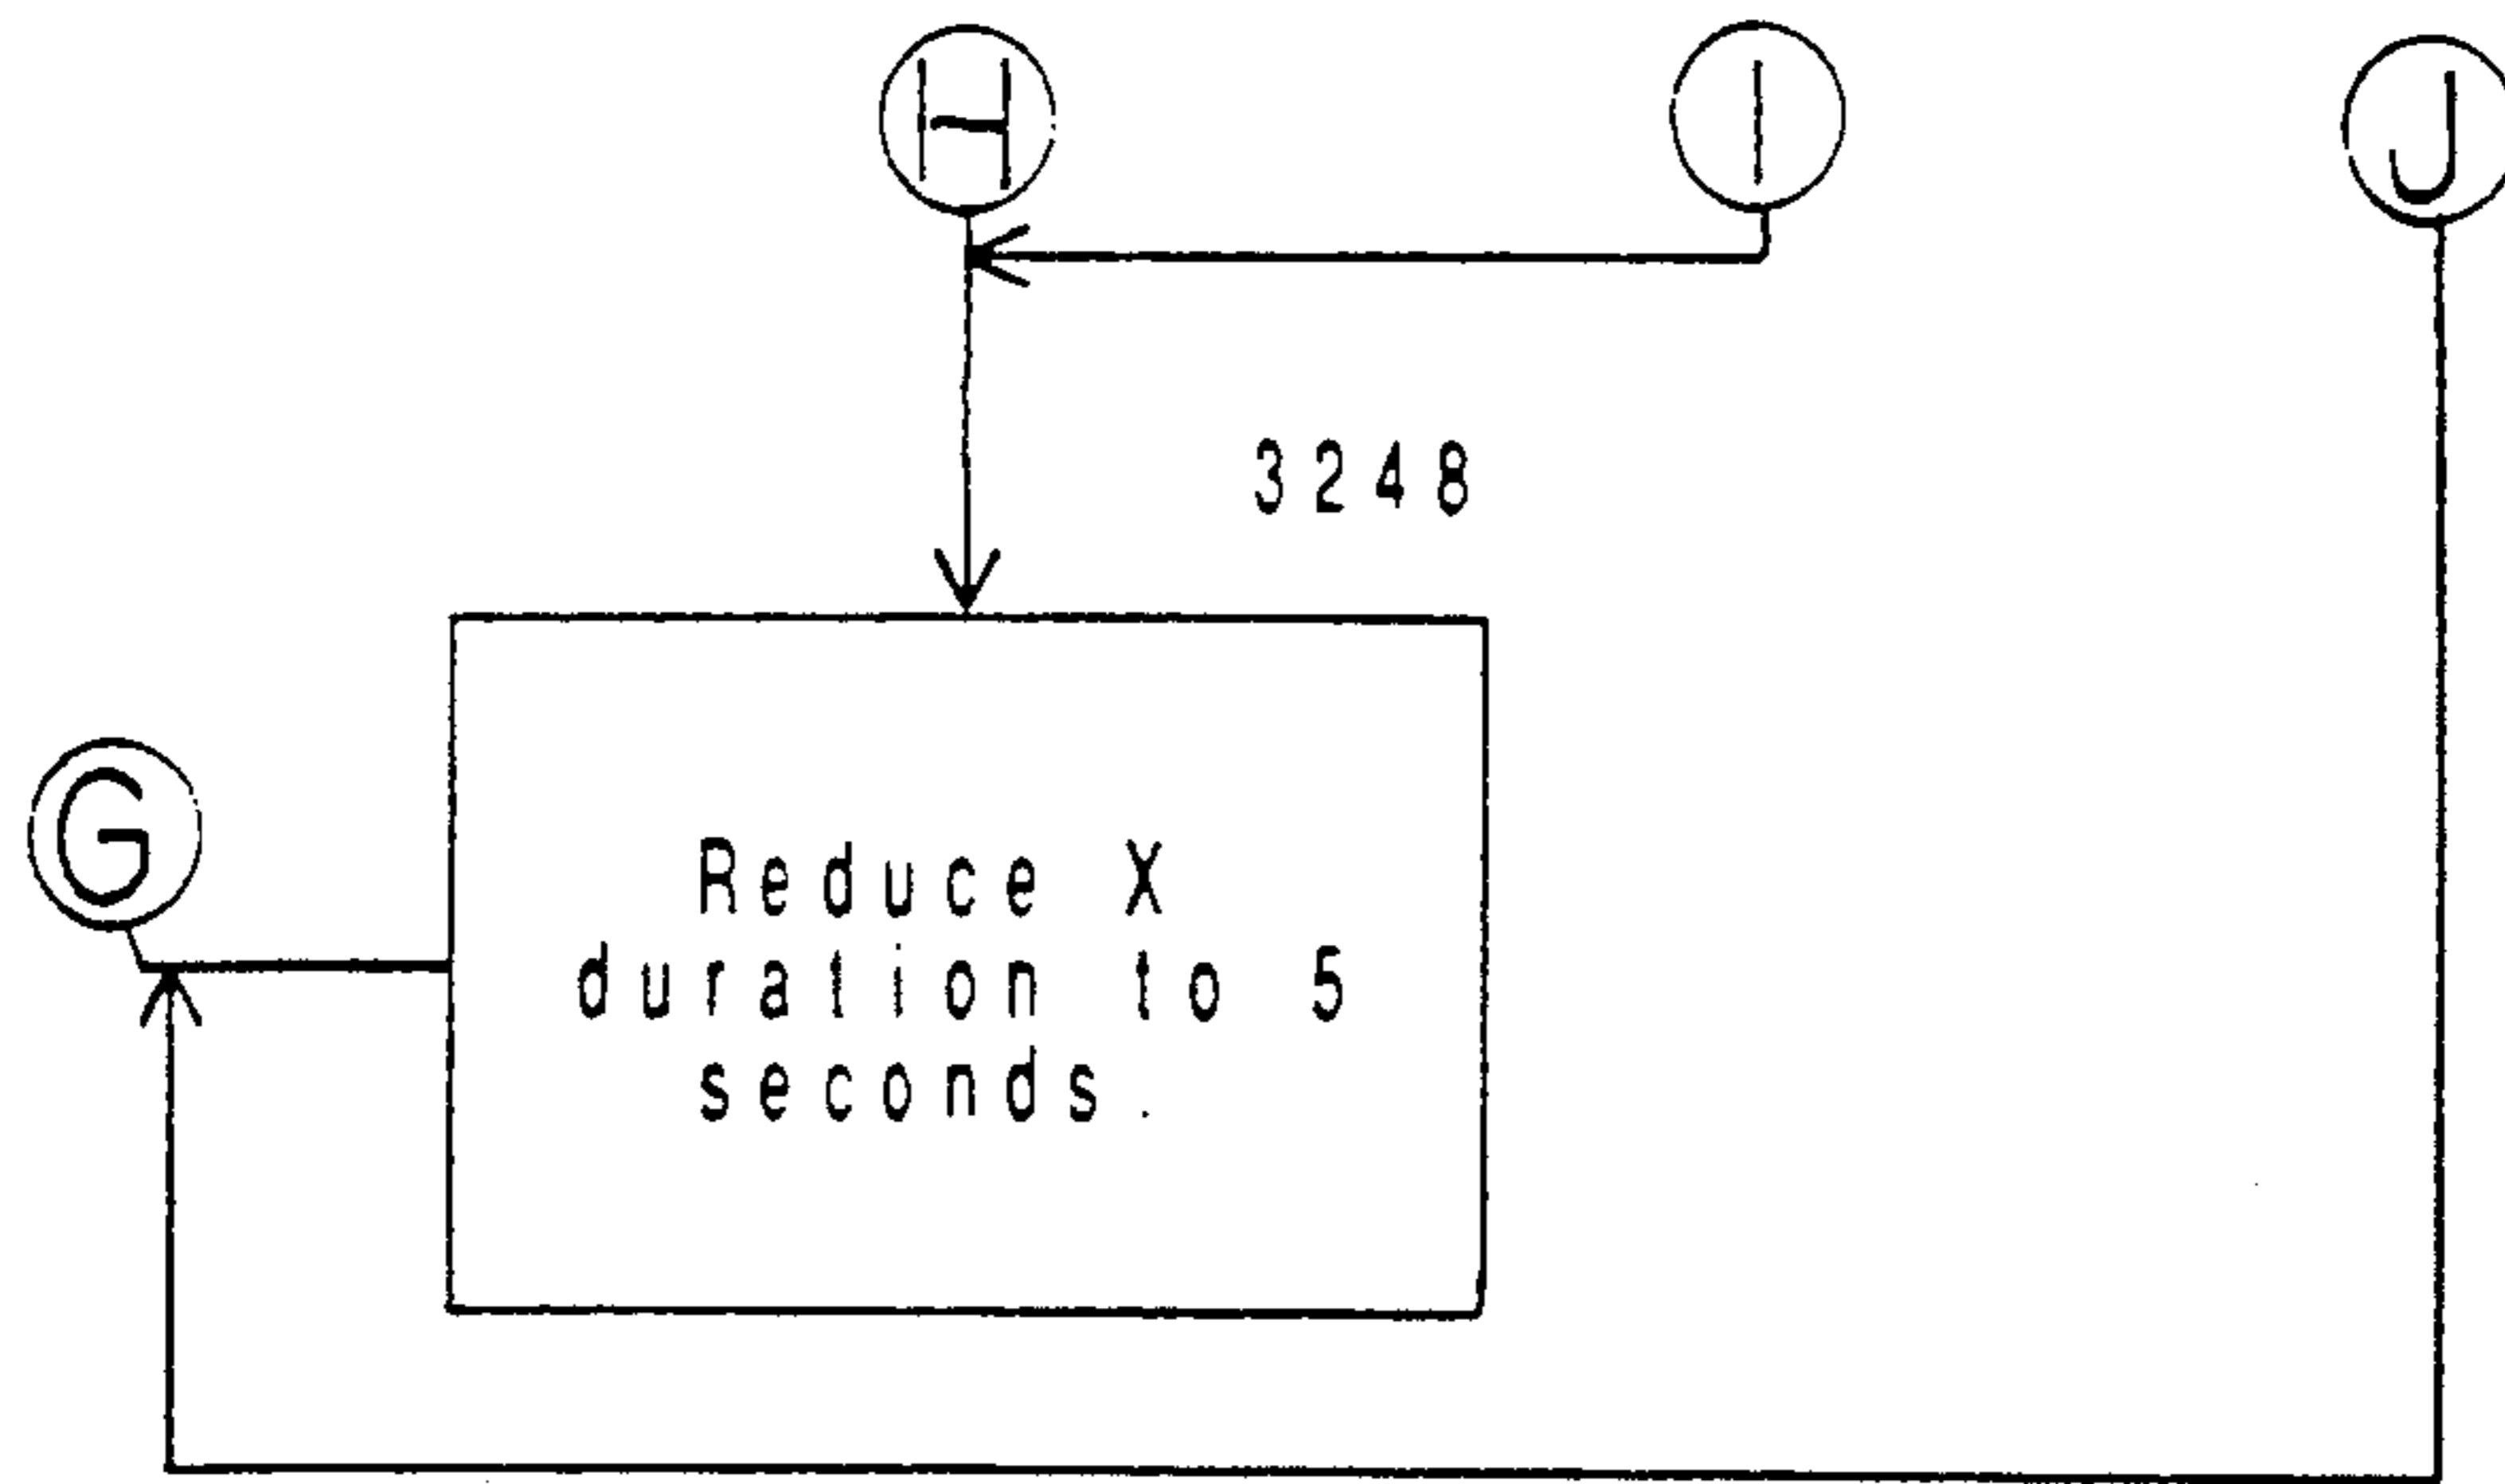 H
I
J
3248
G
Reduce X
duration to 5
seconds.